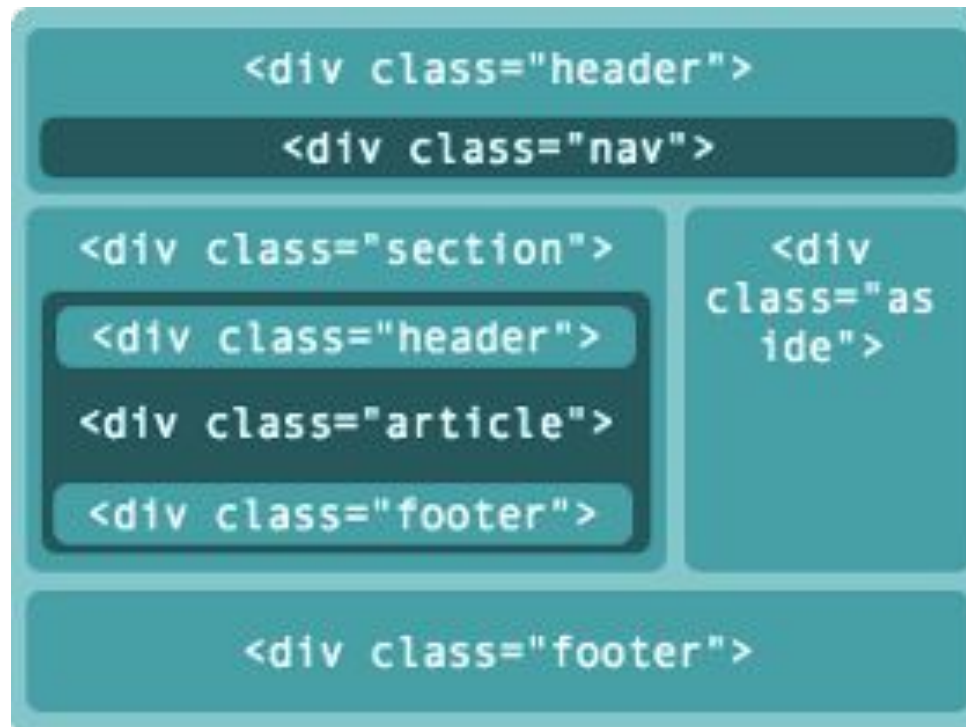 <div class="header">
<div class="nav">
<div class="section">
<div class="header">
<div class="article">
<div class="footer">
<div
class="as
ide">
<div class="footer">